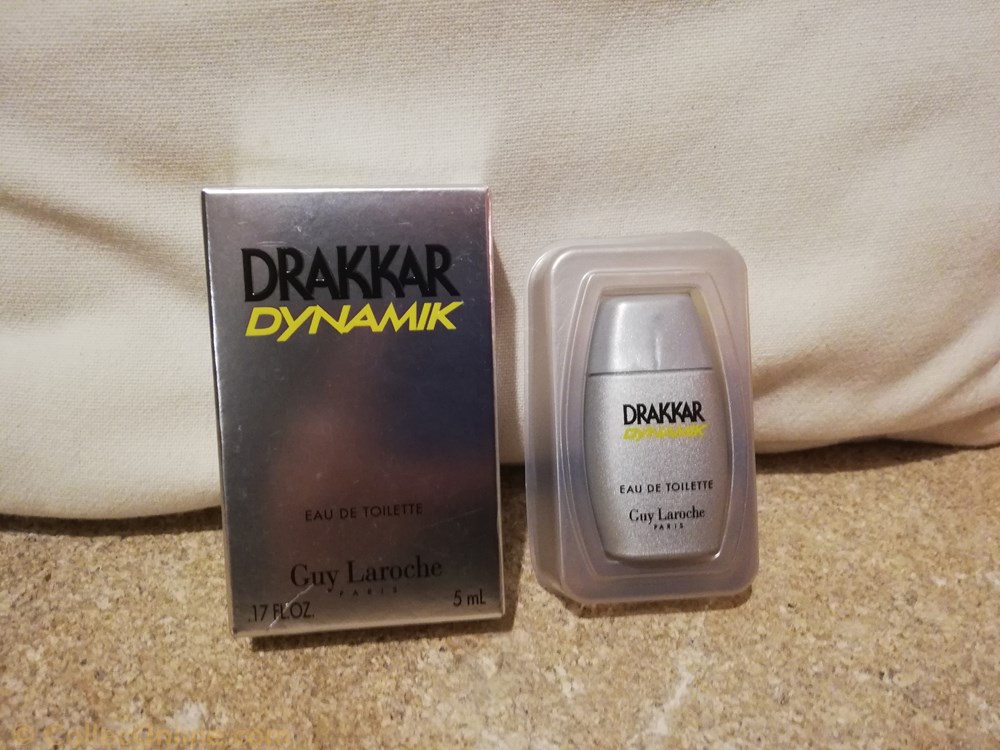 DRAKKAR
DYNAMIK
EAU DE TOILETTE
Guy Laroche
PARIS
.17 FL.OZ.
5 mL
DRAKKAR
DYNAMIK
EAU DE TOILETTE
Guy Laroche
PARIS